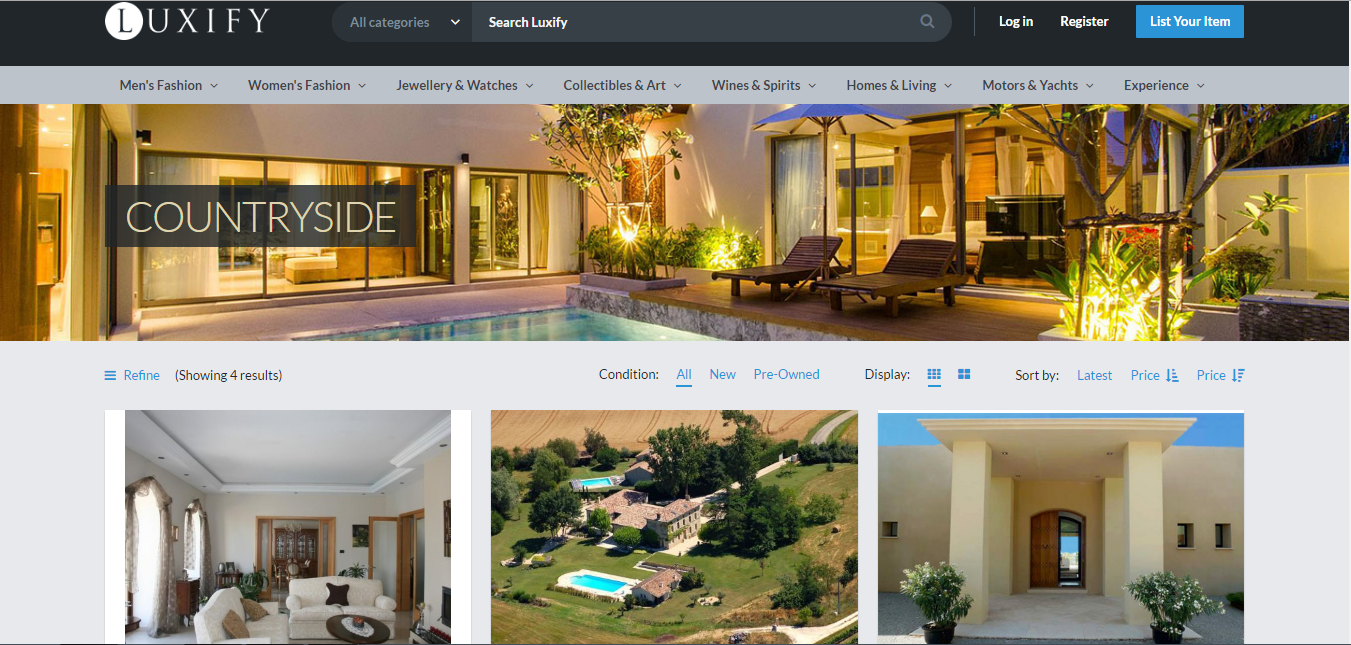 LUXIFY
All categories Search Luxify Log in Register List Your Item
Men's Fashion Women's Fashion Jewellery & Watches Collectibles & Art Wines & Spirits Homes & Living Motors & Yachts Experience
COUNTRYSIDE
Refine (Showing 4 results) Condition: All New Pre-Owned Display: Sort by: Latest Price Price